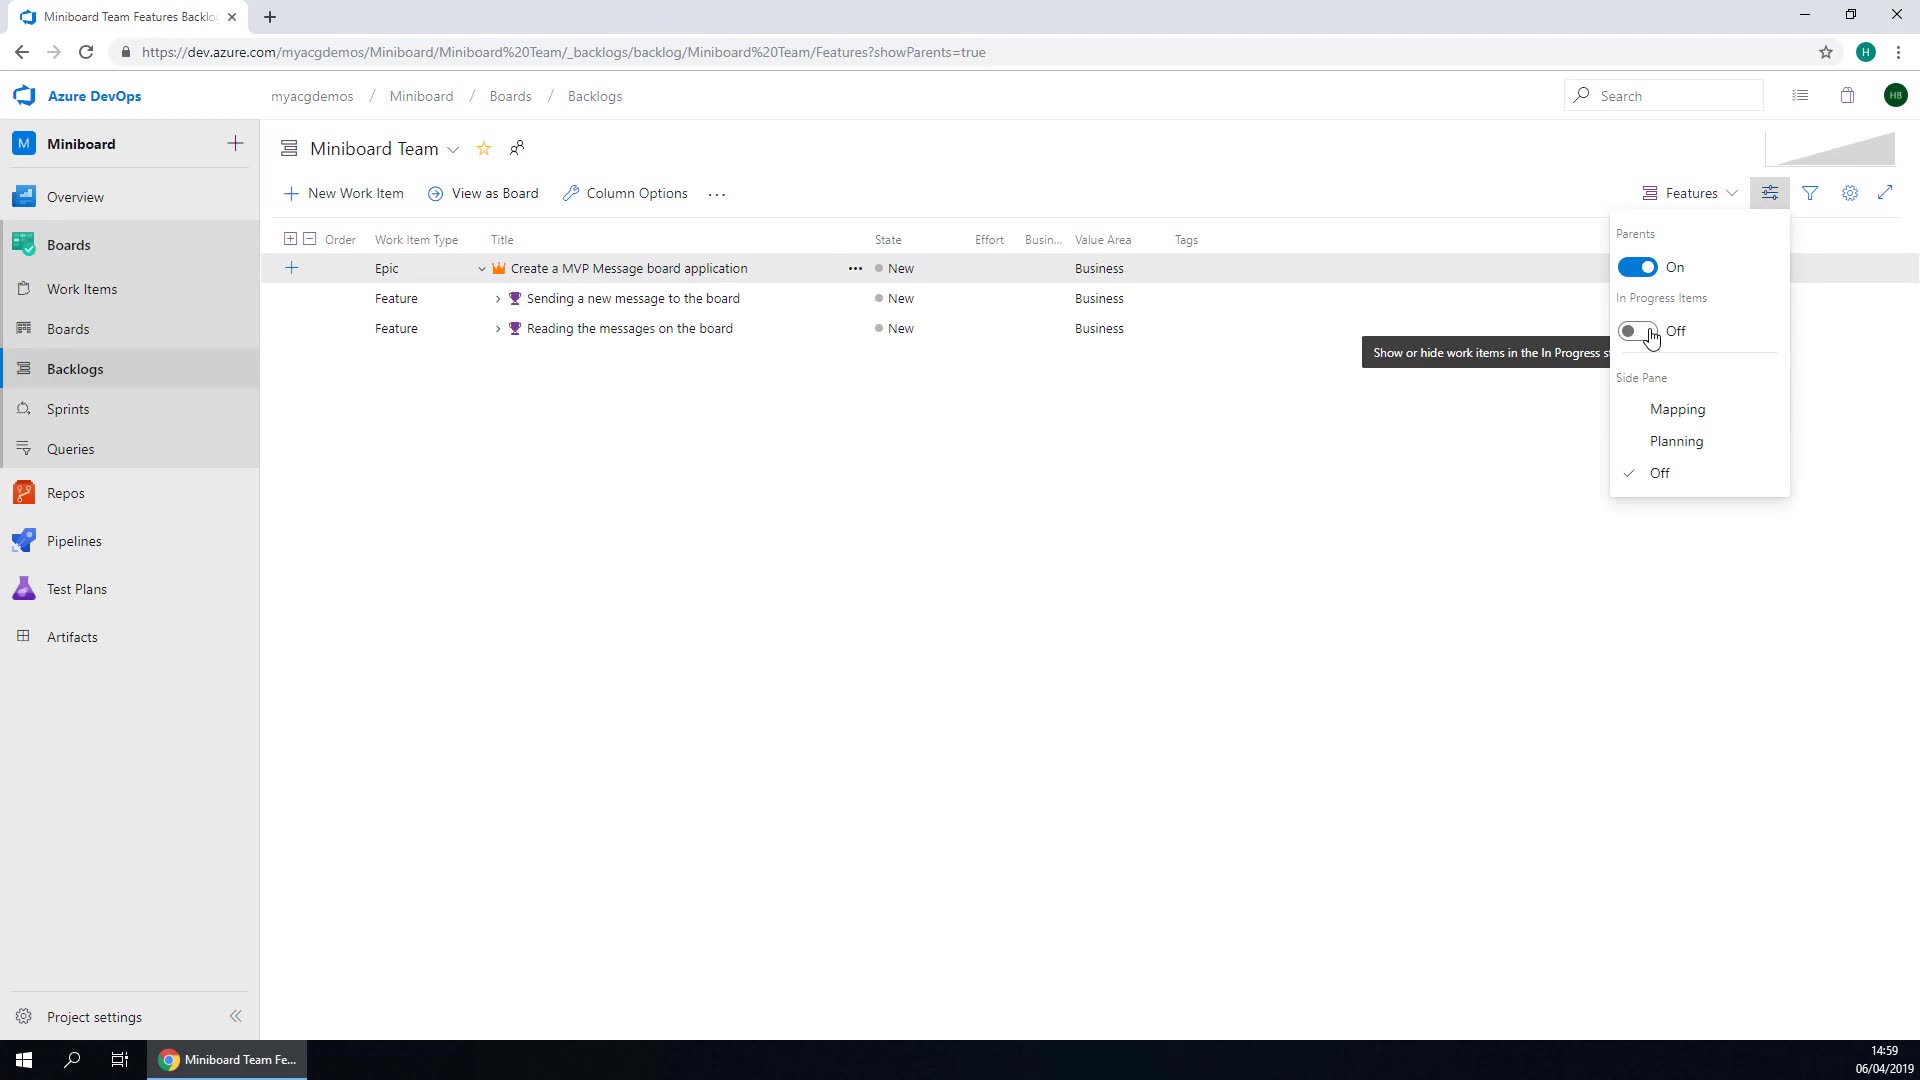 Miniboard Team Features Backlo
https://dev.azure.com/myacgdemos/Miniboard/Miniboard%20Team/_backlogs/backlog/Miniboard%20Team/Features?showParents=true
H
Azure DevOps
myacgdemos / Miniboard / Boards / Backlogs
Search
HB
M Miniboard
Miniboard Team
Overview
New Work Item View as Board Column Options ...
Features
Boards
Order Work Item Type Title State Effort Busin... Value Area Tags
Parents
Epic Create a MVP Message board application ... New Business
On
Work Items
Feature Sending a new message to the board New Business
In Progress Items
Boards
Feature Reading the messages on the board New Business
Off
Show or hide work items in the In Progress s
Backlogs
Side Pane
Sprints
Mapping
Queries
Planning
Off
Repos
Pipelines
Test Plans
Artifacts
Project settings
Miniboard Team Fe...
14:59
06/04/2019